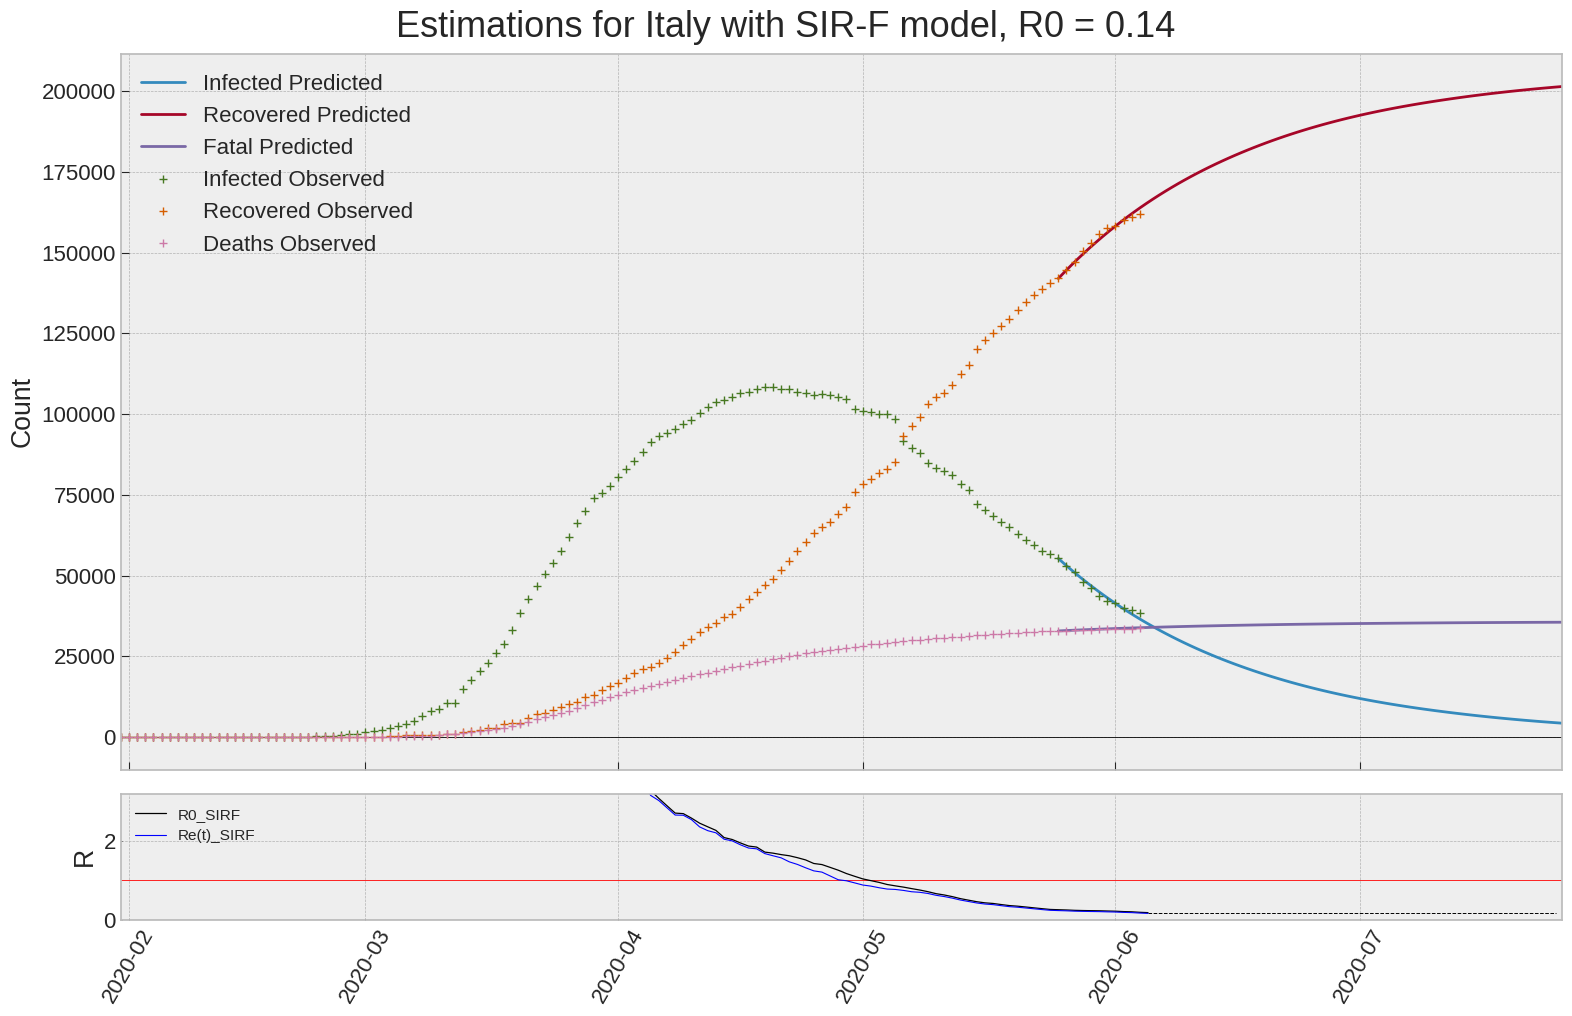 Estimations for Italy with SIR-F model, R0 = 0.14
Infected Predicted
Recovered Predicted
Fatal Predicted
Infected Observed
Recovered Observed
Deaths Observed
Count
200000
175000
150000
125000
100000
75000
50000
25000
0
R0_SIRF
Re(t)_SIRF
R
2
0
2020-02
2020-03
2020-04
2020-05
2020-06
2020-07